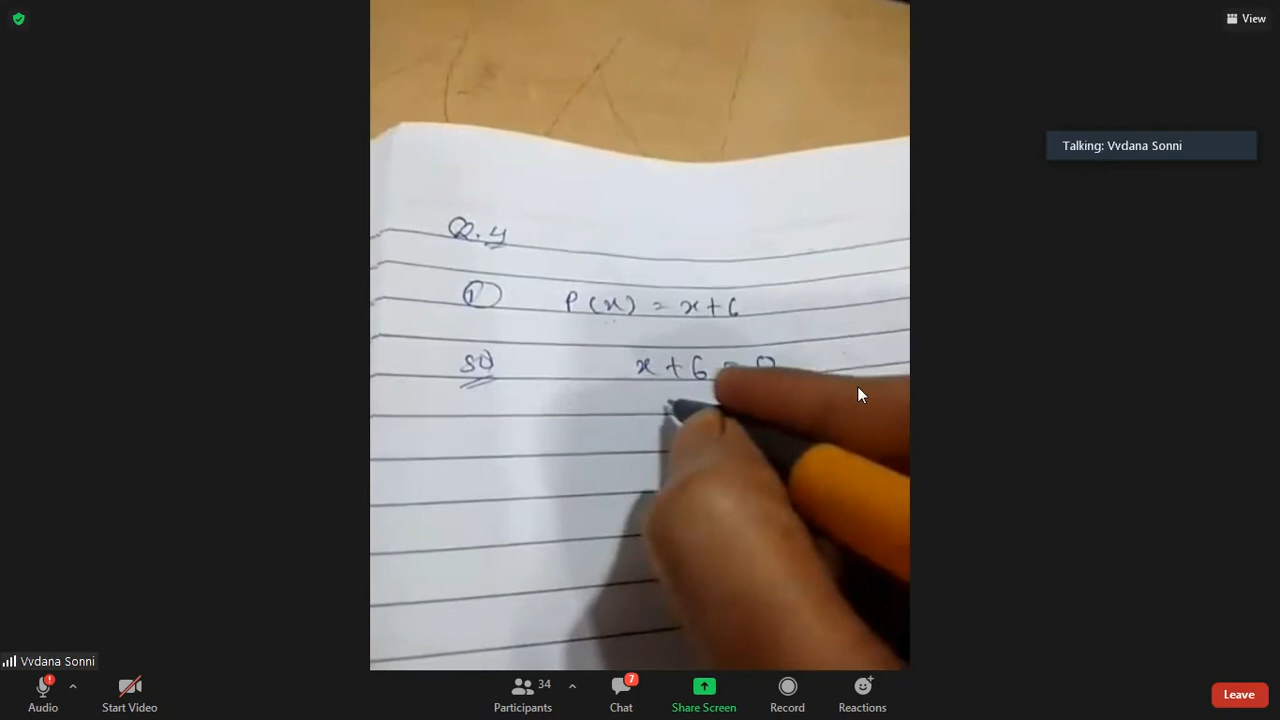 View
Talking: Vvdana Sonni
Q.4
① P(x) = x+6
Sol x + 6 = 0
Vvdana Sonni
Audio
Start Video
34
Participants
7
Chat
Share Screen
Record
Reactions
Leave